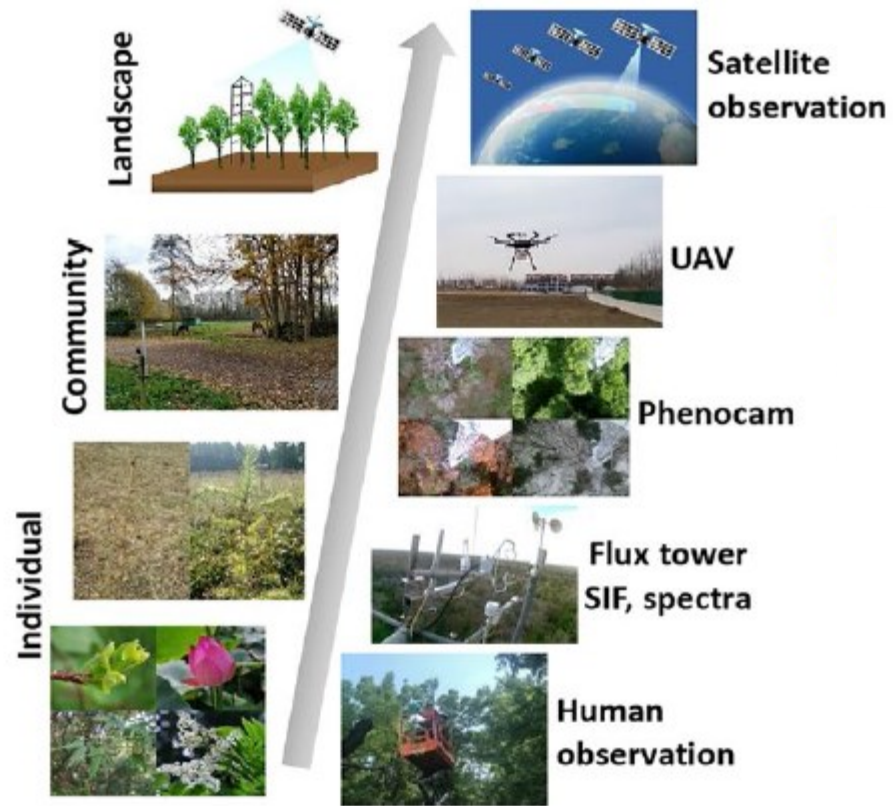 Landscape
Community
Individual
Satellite
observation
UAV
Phenocam
Flux tower
SIF, spectra
Human
observation